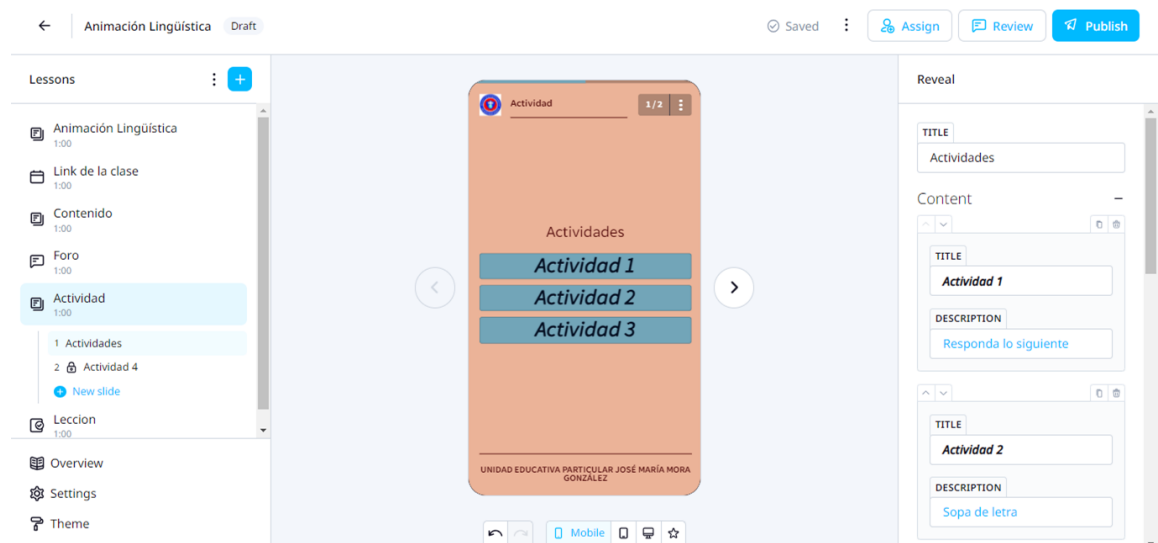 Animación Lingüística
Draft
Saved
Assign
Review
Publish
Lessons
Animación Lingüística
1:00
Link de la clase
1:00
Contenido
1:00
Foro
1:00
Actividad
1:00
1 Actividades
2 Actividad 4
New slide
Leccion
1:00
Overview
Settings
Theme
Actividad
1/2
Actividades
Actividad 1
Actividad 2
Actividad 3
UNIDAD EDUCATIVA PARTICULAR JOSÉ MARÍA MORA
GONZÁLEZ
Mobile
Reveal
TITLE
Actividades
Content
TITLE
Actividad 1
DESCRIPTION
Responda lo siguiente
TITLE
Actividad 2
DESCRIPTION
Sopa de letra